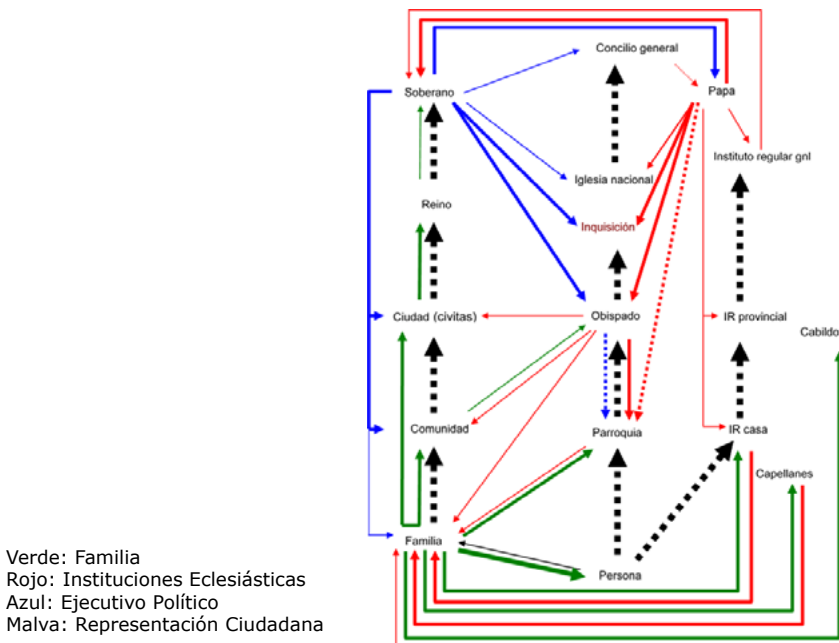 Concilio general
Soberano
Papa
Instituto regular gnl
Iglesia nacional
Reino
Inquisición
Ciudad (civitas)
Obispado
IR provincial
Cabildo
Comunidad
Parroquia
IR casa
Capellanes
Familia
Persona
Verde: Familia
Rojo: Instituciones Eclesiásticas
Azul: Ejecutivo Político
Malva: Representación Ciudadana